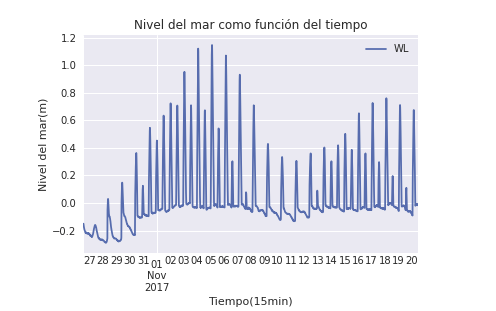 Nivel del mar como función del tiempo
WL
Nivel del mar(m)
1.2
1.0
0.8
0.6
0.4
0.2
0.0
−0.2
27 28 29 30 31 01 02 03 04 05 06 07 08 09 10 11 12 13 14 15 16 17 18 19 20
Nov
2017
Tiempo(15min)